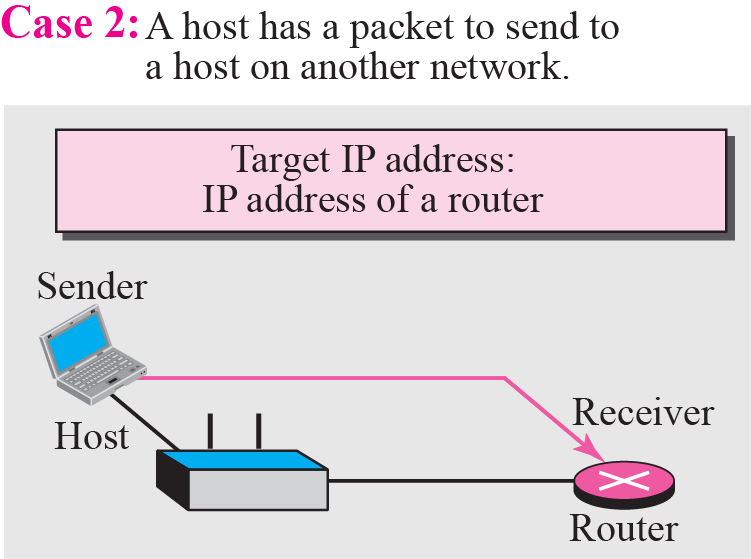 Case 2: A host has a packet to send to
a host on another network.
Target IP address:
IP address of a router
Sender
Host
Receiver
Router